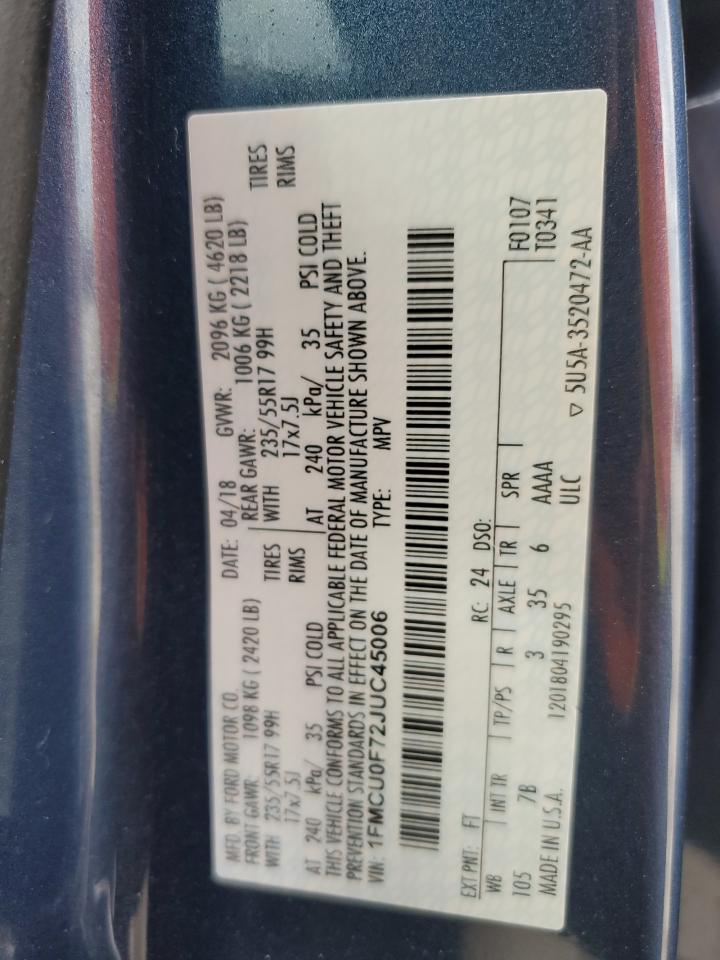 MFD. BY FORD MOTOR CO. DATE: 04/18 GVWR: 2096 KG ( 4620 LB)
FRONT GAWR: 1098 KG ( 2420 LB) REAR GAWR: 1006 KG ( 2218 LB)
WITH 235/55R17 99H TIRES WITH 235/55R17 99H TIRES
17x7.5J RIMS 17x7.5J RIMS
AT 240 kPa/ 35 PSI COLD AT 240 kPa/ 35 PSI COLD
THIS VEHICLE CONFORMS TO ALL APPLICABLE FEDERAL MOTOR VEHICLE SAFETY AND THEFT
PREVENTION STANDARDS IN EFFECT ON THE DATE OF MANUFACTURE SHOWN ABOVE.
VIN: 1FMCU0F72JUC45006 TYPE: MPV
EXT PNT: FT RC: 24 DSO:
WB INT TR TP/PS R AXLE TR SPR F0107
105 7B 3 35 6 AAAA T0341
MADE IN U.S.A. 1201804190295 ULC ▽ 5U5A-3520472-AA